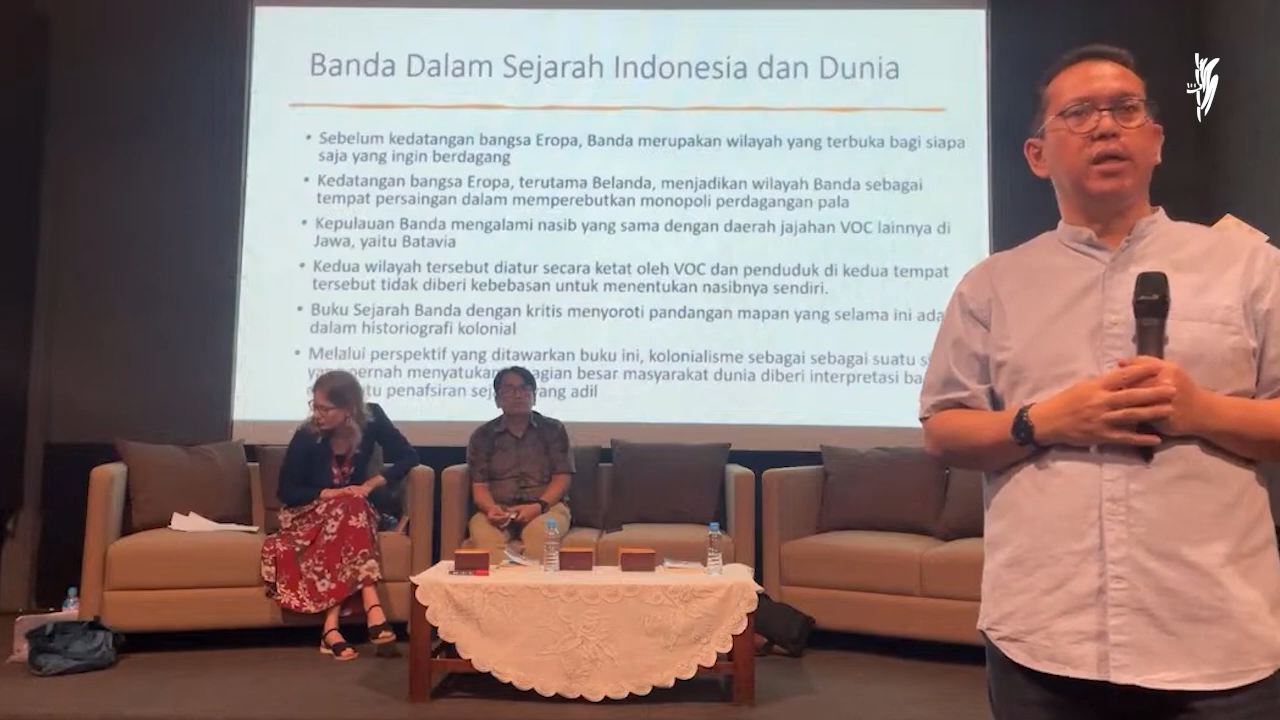 Banda Dalam Sejarah Indonesia dan Dunia
• Sebelum kedatangan bangsa Eropa, Banda merupakan wilayah yang terbuka bagi siapa
saja yang ingin berdagang
• Kedatangan bangsa Eropa, terutama Belanda, menjadikan wilayah Banda sebagai
tempat persaingan dalam memperebutkan monopoli perdagangan pala
• Kepulauan Banda mengalami nasib yang sama dengan daerah jajahan VOC lainnya di
Jawa, yaitu Batavia
• Kedua wilayah tersebut diatur secara ketat oleh VOC dan penduduk di kedua tempat
tersebut tidak diberi kebebasan untuk menentukan nasibnya sendiri.
• Buku Sejarah Banda dengan kritis menyoroti pandangan mapan yang selama ini ada
dalam historiografi kolonial
• Melalui perspektif yang ditawarkan buku ini, kolonialisme sebagai sebagai suatu
pernah menyatukan besar masyarakat dunia diberi interpretasi
penafsiran yang adil